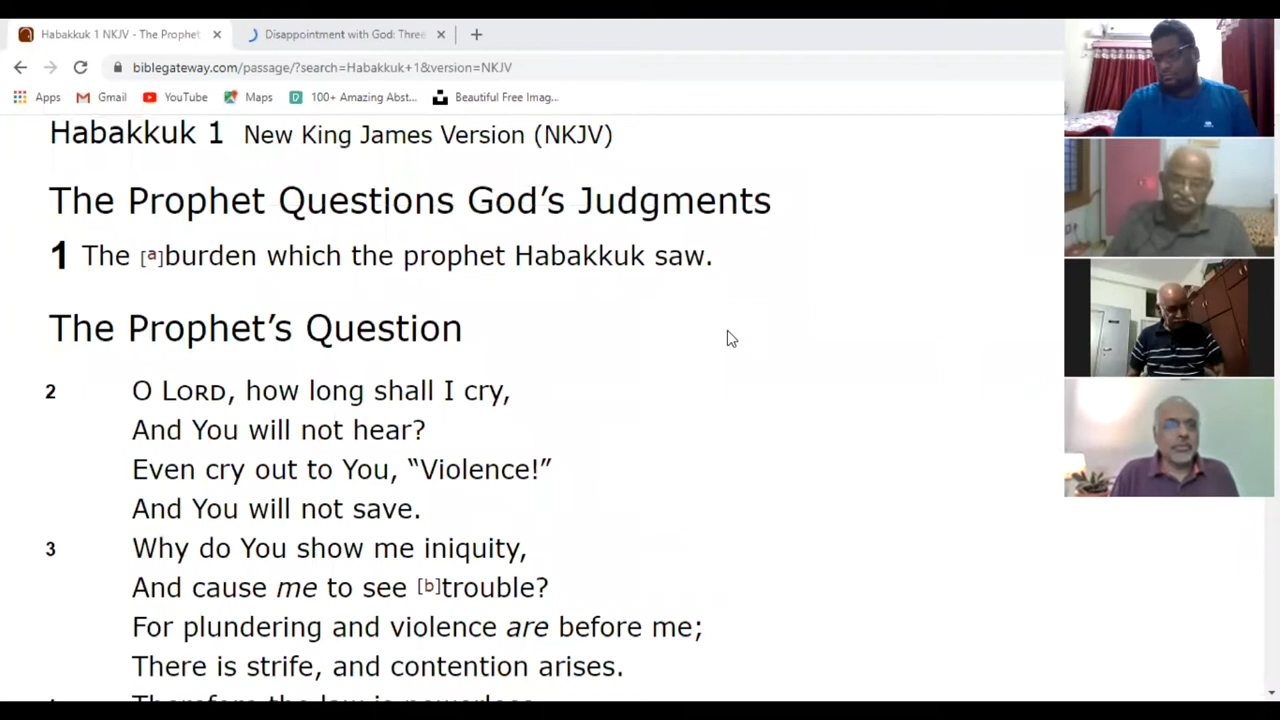 Habakkuk 1 NKJV - The Prophet
Disappointment with God: Three
biblegateway.com/passage/?search=Habakkuk+1&version=NKJV
Apps Gmail YouTube Maps 100+ Amazing Abst... Beautiful Free Imag...
Habakkuk 1 New King James Version (NKJV)
The Prophet Questions God’s Judgments
1 The [a]burden which the prophet Habakkuk saw.
The Prophet’s Question
2 O LORD, how long shall I cry,
And You will not hear?
Even cry out to You, “Violence!”
And You will not save.
3 Why do You show me iniquity,
And cause me to see [b]trouble?
For plundering and violence are before me;
There is strife, and contention arises.
Therefore the law is powerless